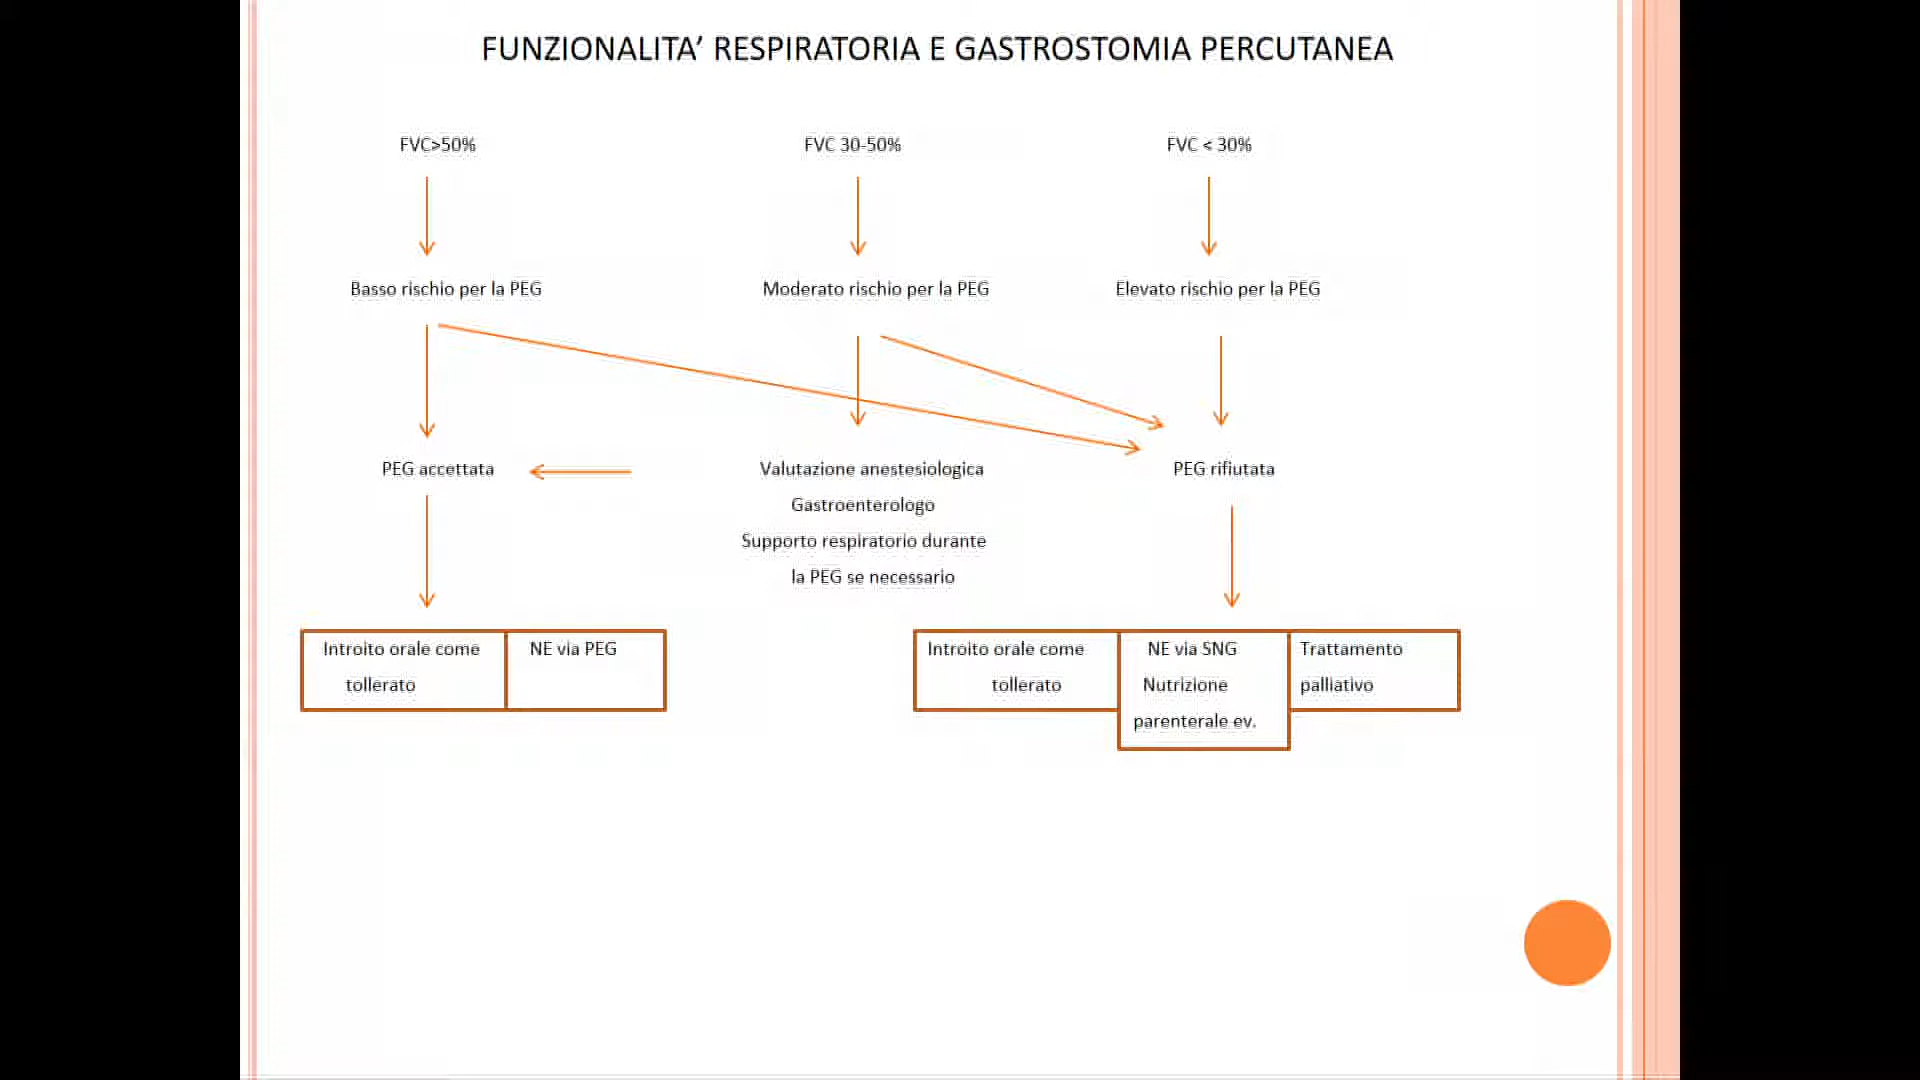 FUNZIONALITA’ RESPIRATORIA E GASTROSTOMIA PERCUTANEA
FVC>50%
FVC 30-50%
FVC < 30%
Basso rischio per la PEG
Moderato rischio per la PEG
Elevato rischio per la PEG
PEG accettata
Valutazione anestesiologica
Gastroenterologo
Supporto respiratorio durante
la PEG se necessario
PEG rifiutata
Introito orale come
tollerato
NE via PEG
Introito orale come
tollerato
NE via SNG
Nutrizione
parenterale ev.
Trattamento
palliativo